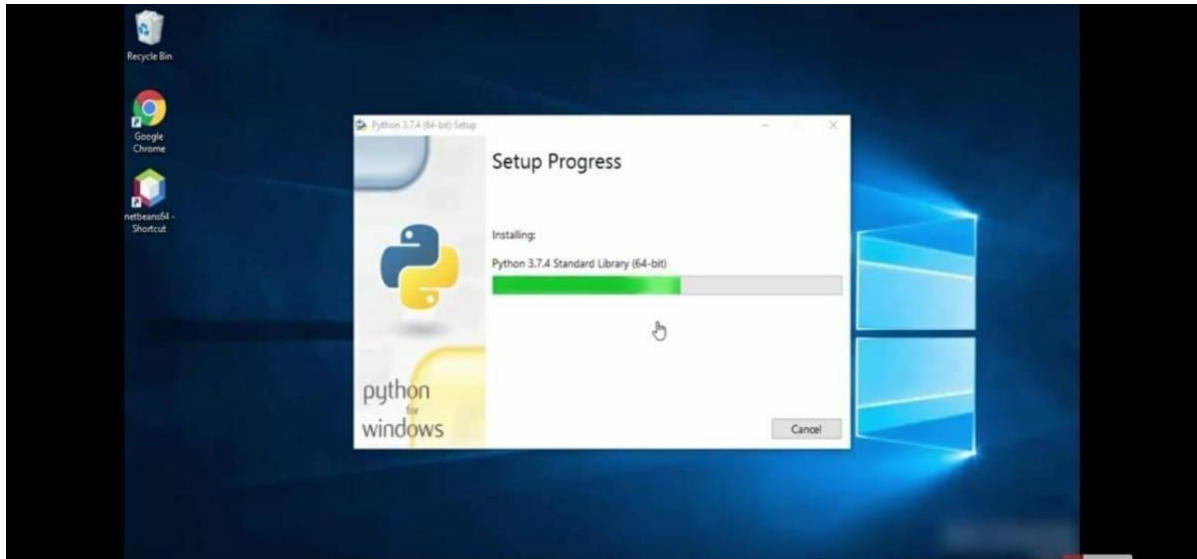 Recycle Bin
Google
Chrome
netbeans64 -
Shortcut
Python 3.7.4 (64-bit) Setup
Setup Progress
Installing:
Python 3.7.4 Standard Library (64-bit)
python
for
windows
Cancel